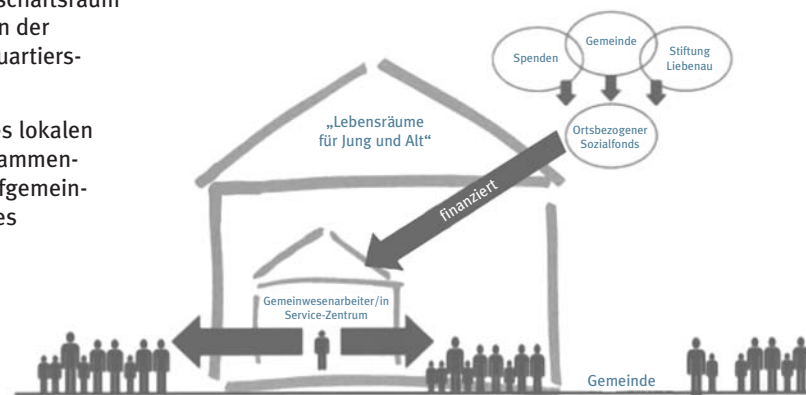 schaftsraum
n der
uartiers-
es lokalen
ammen-
fgemein-
es
Spenden
Gemeinde
Stiftung
Liebenau
Ortsbezogener
Sozialfonds
„Lebensräume
für Jung und Alt“
finanziert
Gemeinwesenarbeiter/in
Service-Zentrum
Gemeinde